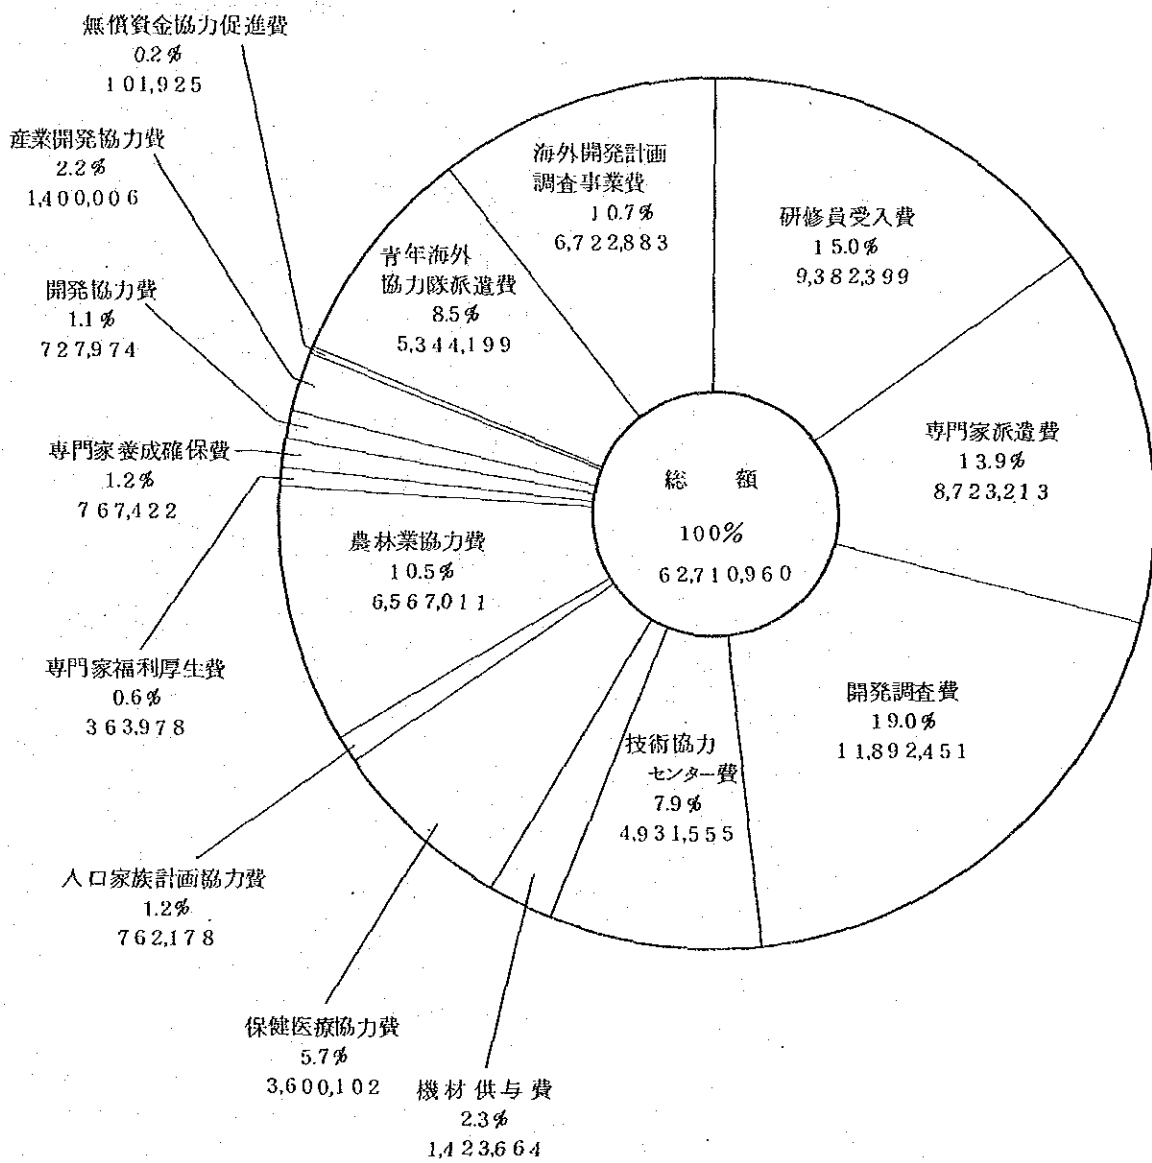 無償資金協力促進費
0.2%
101,925
産業開発協力費
2.2%
1,400,006
開発協力費
1.1%
727,974
専門家養成確保費
1.2%
767,422
専門家福利厚生費
0.6%
363,978
人口家族計画協力費
1.2%
762,178
保健医療協力費
5.7%
3,600,102
機材供与費
2.3%
1,423,664
海外開発計画
調査事業費
10.7%
6,722,883
青年海外
協力隊派遣費
8.5%
5,344,199
研修員受入費
15.0%
9,382,399
専門家派遣費
13.9%
8,723,213
総額
100%
62,710,960
農林業協力費
10.5%
6,567,011
開発調査費
19.0%
11,892,451
技術協力
センター費
7.9%
4,931,555